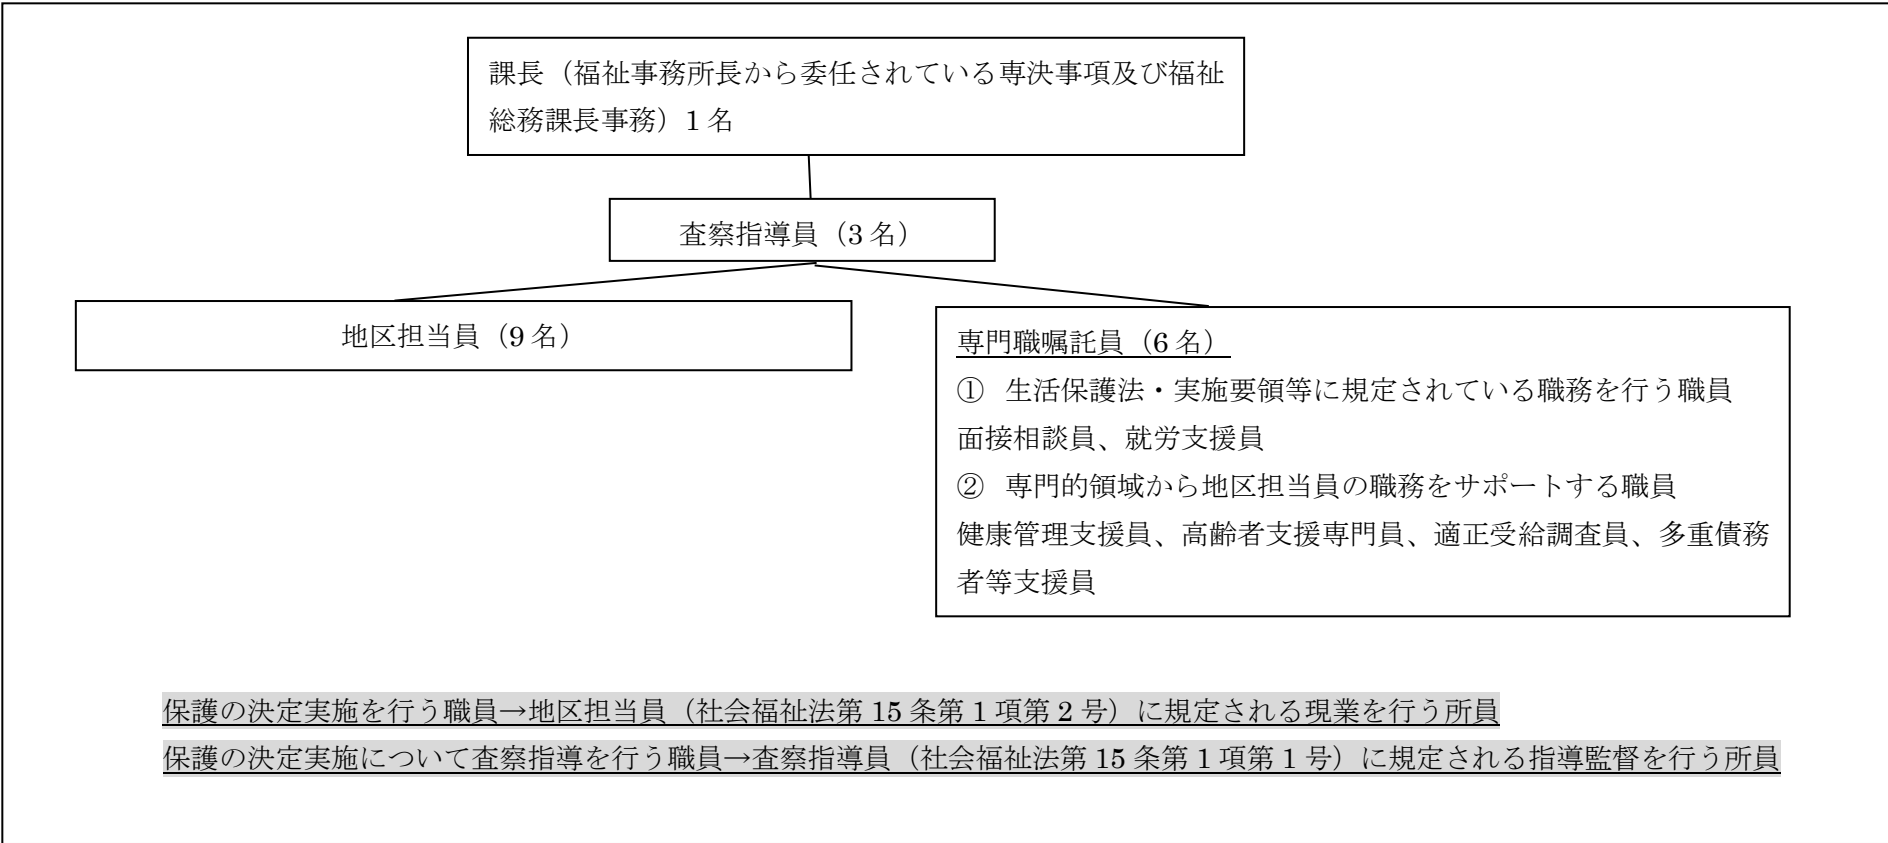 課長（福祉事務所長から委任されている専決事項及び福祉
総務課長事務）1 名
査察指導員（3 名）
地区担当員（9 名）
専門職嘱託員（6 名）
① 生活保護法・実施要領等に規定されている職務を行う職員
面接相談員、就労支援員
② 専門的領域から地区担当員の職務をサポートする職員
健康管理支援員、高齢者支援専門員、適正受給調査員、多重債務
者等支援員
保護の決定実施を行う職員→地区担当員（社会福祉法第 15 条第 1 項第 2 号）に規定される現業を行う所員
保護の決定実施について査察指導を行う職員→査察指導員（社会福祉法第 15 条第 1 項第 1 号）に規定される指導監督を行う所員